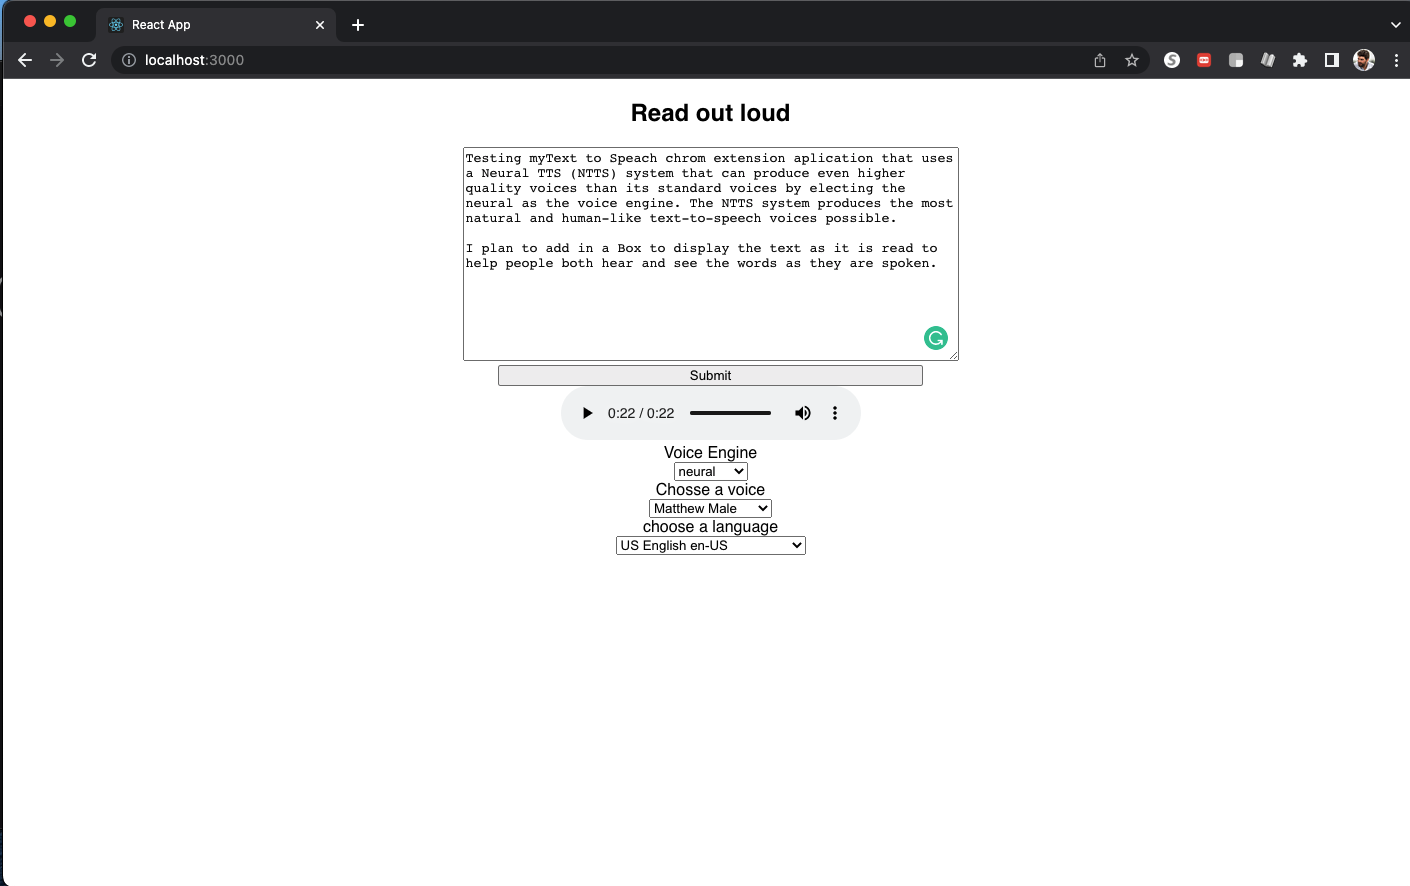 React App
localhost:3000
Read out loud
Testing myText to Speach chrom extension aplication that uses
a Neural TTS (NTTS) system that can produce even higher
quality voices than its standard voices by electing the
neural as the voice engine. The NTTS system produces the most
natural and human-like text-to-speech voices possible.
I plan to add in a Box to display the text as it is read to
help people both hear and see the words as they are spoken.
Submit
0:22 / 0:22
Voice Engine
neural
Chosse a voice
Matthew Male
choose a language
US English en-US